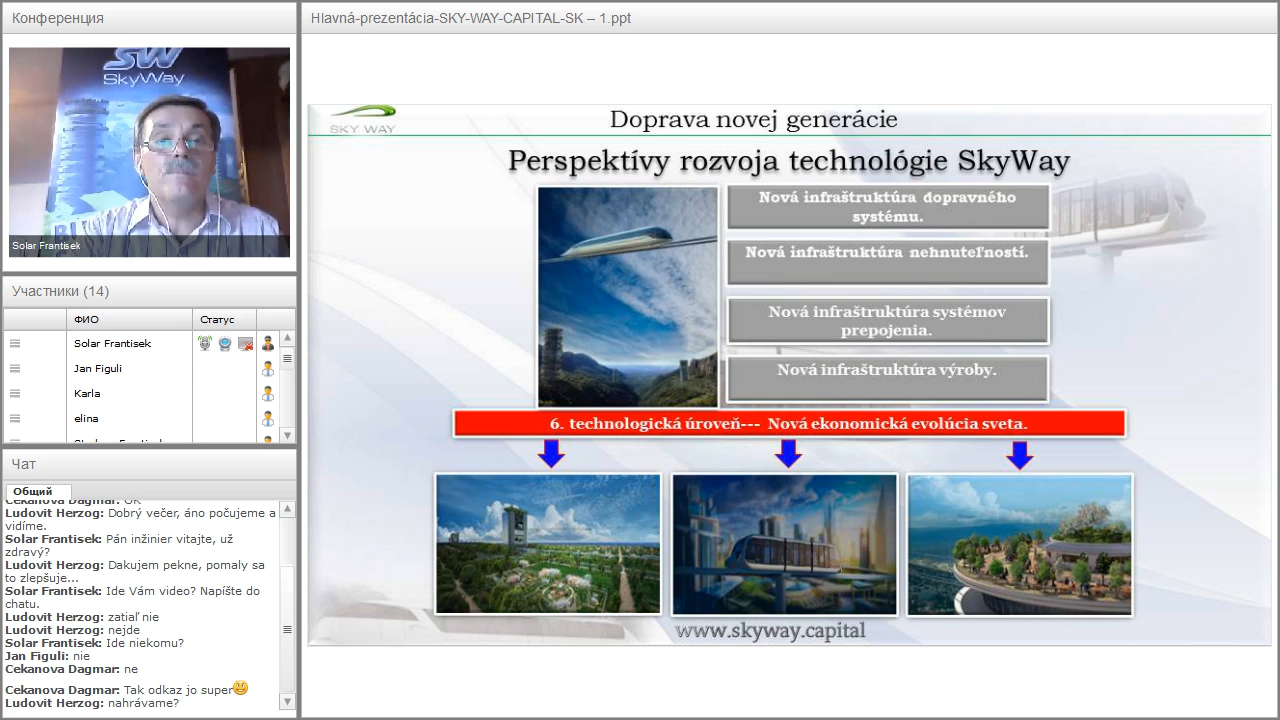 Конференция
SW
SkyWay
Solar Frantisek
Участники (14)
ФИО
Статус
Solar Frantisek
Jan Figuli
Karla
elina
Чат
Общий
Cekanova Dagmar: OK
Ludovit Herzog: Dobrý večer, áno počujeme a
vidíme.
Solar Frantisek: Pán inžinier vitajte, už
zdravý?
Ludovit Herzog: Dakujem pekne, pomaly sa
to zlepšuje...
Solar Frantisek: Ide Vám video? Napíšte do
chatu.
Ludovit Herzog: zatiaľ nie
Ludovit Herzog: nejde
Solar Frantisek: Ide niekomu?
Jan Figuli: nie
Cekanova Dagmar: ne
Cekanova Dagmar: Tak odkaz jo super
Ludovit Herzog: nahrávame?
Hlavná-prezentácia-SKY-WAY-CAPITAL-SK – 1.ppt
SKY WAY
Doprava novej generácie
Perspektívy rozvoja technológie SkyWay
Nová infraštruktúra dopravného
systému.
Nová infraštruktúra nehnuteľností.
Nová infraštruktúra systémov
prepojenia.
Nová infraštruktúra výroby.
6. technologická úroveň--- Nová ekonomická evolúcia sveta.
www.skyway.capital